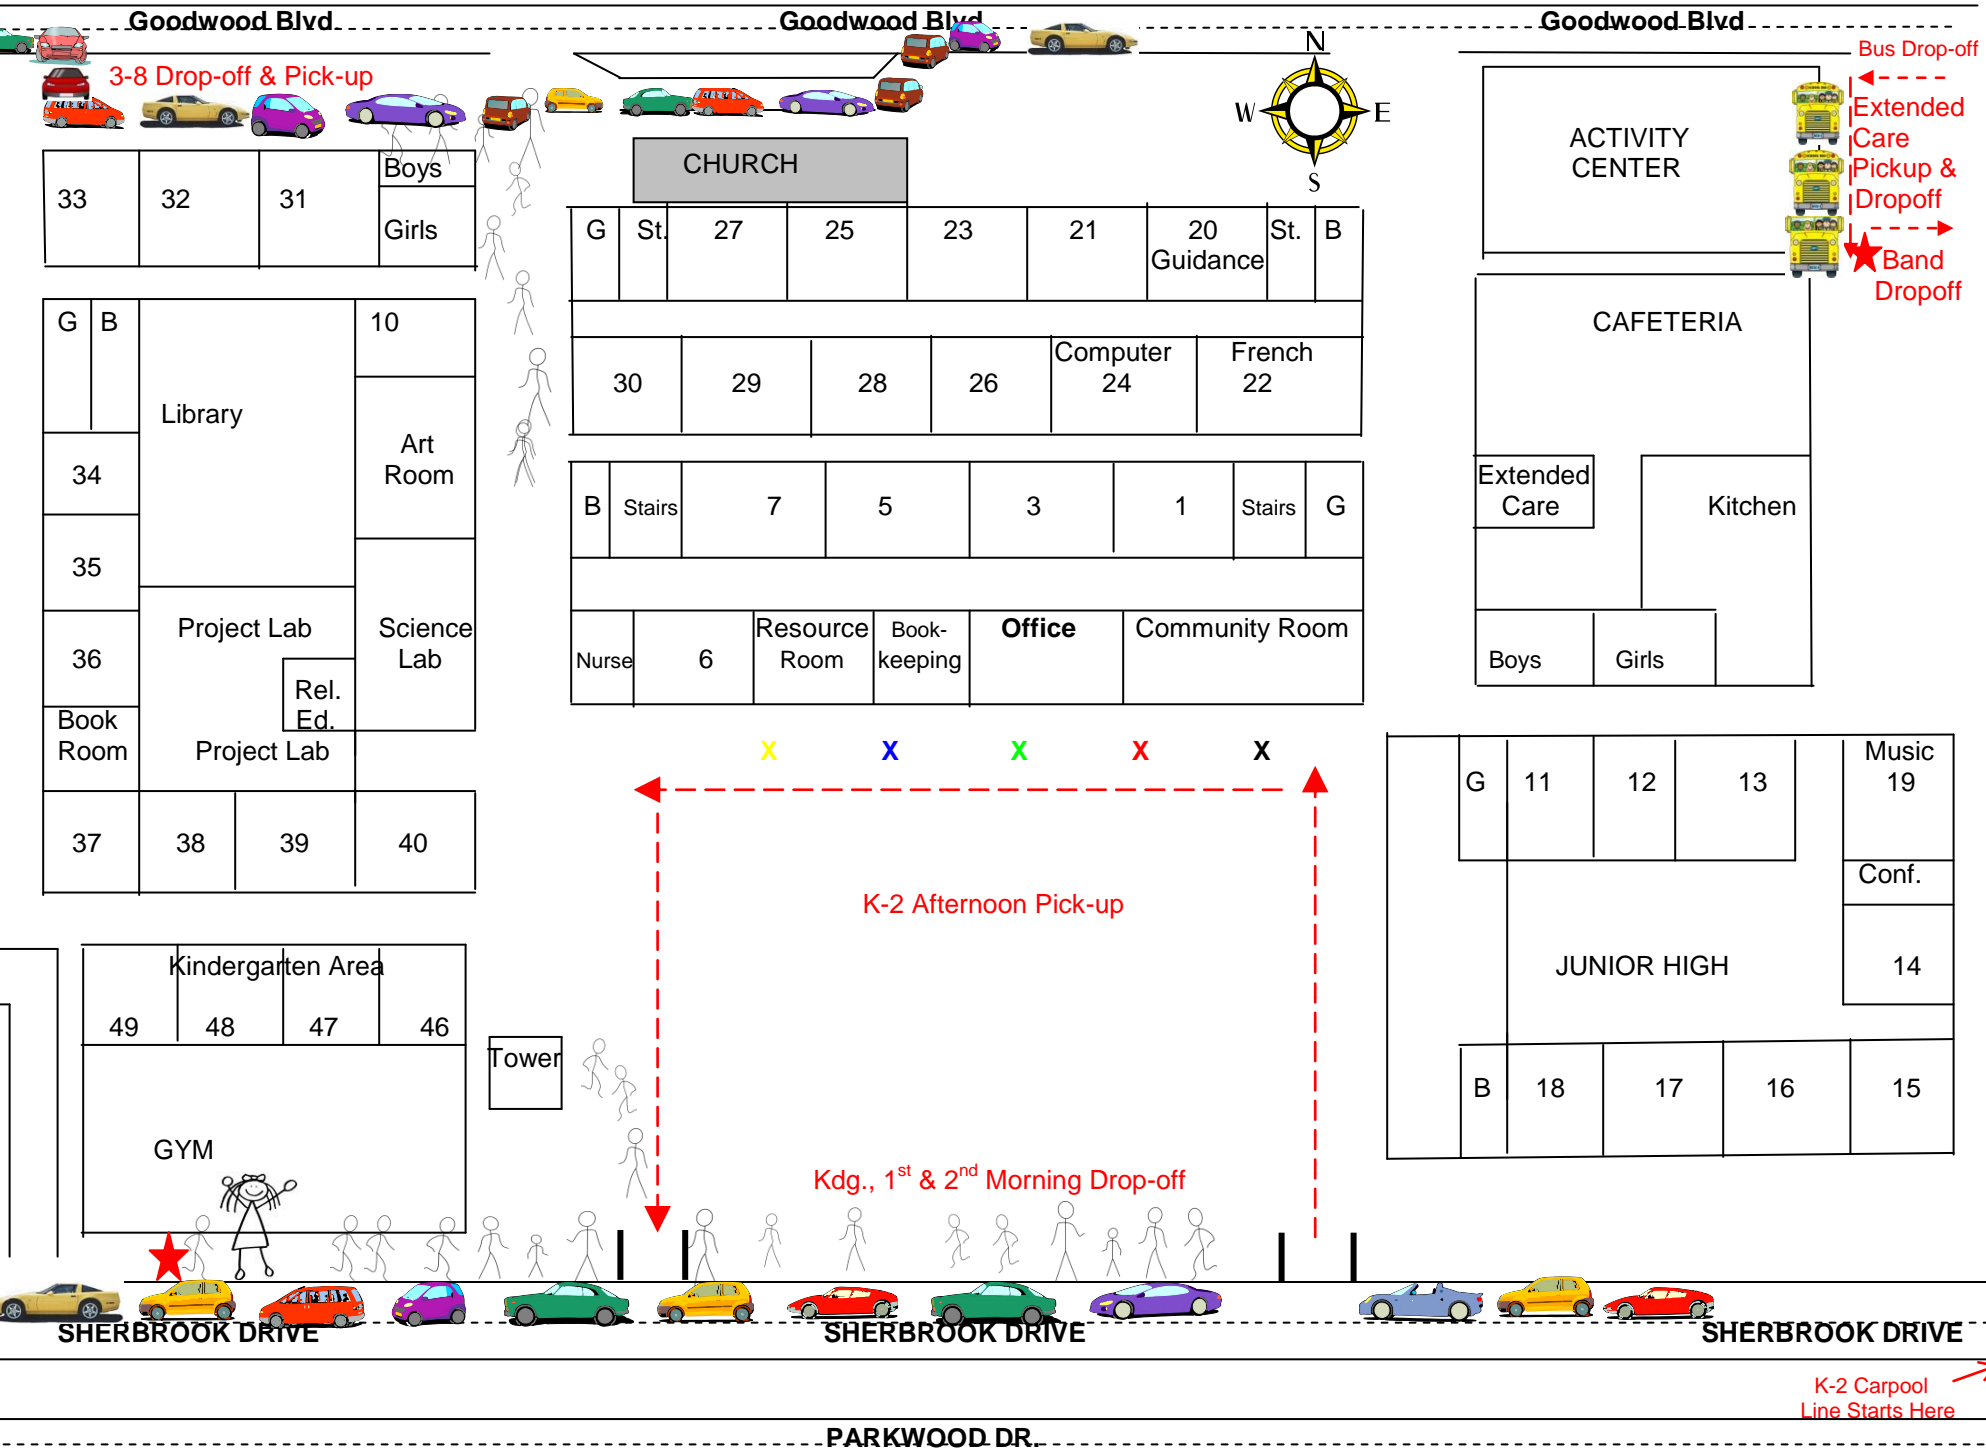 Goodwood Blvd.
Goodwood Blvd
Goodwood Blvd
3-8 Drop-off & Pick-up
Bus Drop-off
Extended
Care
Pickup &
Dropoff
Band
Dropoff
N
W E
S
ACTIVITY
CENTER
CHURCH
33
32
31
Boys
Girls
G
St.
27
25
23
21
20
Guidance
St.
B
30
29
28
26
Computer
24
French
22
CAFETERIA
Extended
Care
Kitchen
Boys
Girls
G
B
Library
10
Art
Room
34
35
36
Book
Room
Project Lab
Rel.
Ed.
Project Lab
Science
Lab
37
38
39
40
B
Stairs
7
5
3
1
Stairs
G
Nurse
6
Resource
Room
Book-
keeping
Office
Community Room
X X X X X
K-2 Afternoon Pick-up
G
11
12
13
Music
19
Conf.
JUNIOR HIGH
14
B
18
17
16
15
Kindergarten Area
49
48
47
46
Tower
GYM
Kdg., 1st & 2nd Morning Drop-off
SHERBROOK DRIVE
SHERBROOK DRIVE
SHERBROOK DRIVE
K-2 Carpool
Line Starts Here
PARKWOOD DR.